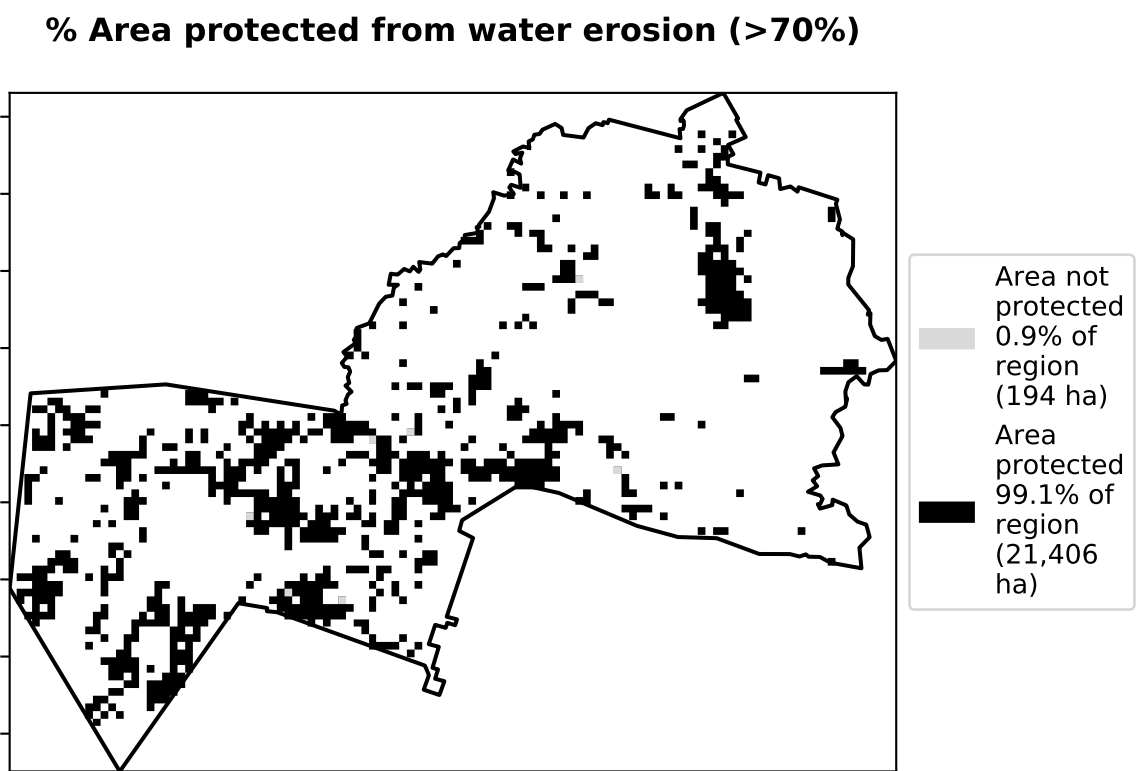 % Area protected from water erosion (>70%)
Area not
protected
0.9% of
region
(194 ha)
Area
protected
99.1% of
region
(21,406
ha)